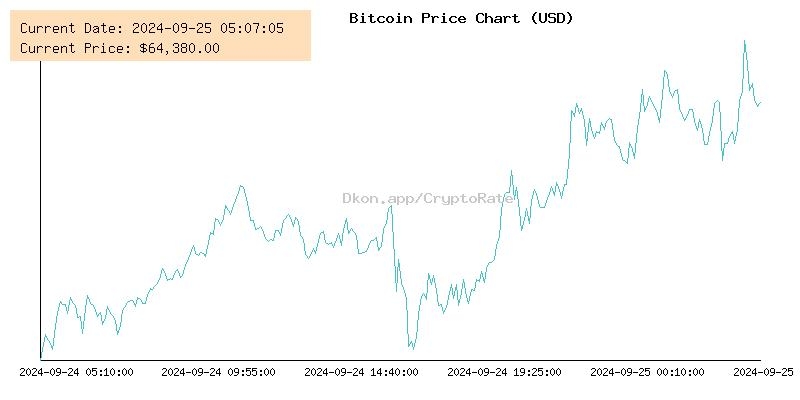 Bitcoin Price Chart (USD)
Current Date: 2024-09-25 05:07:05
Current Price: $64,380.00
Dkon.app/CryptoRate
2024-09-24 05:10:00 2024-09-24 09:55:00 2024-09-24 14:40:00 2024-09-24 19:25:00 2024-09-25 00:10:00 2024-09-25